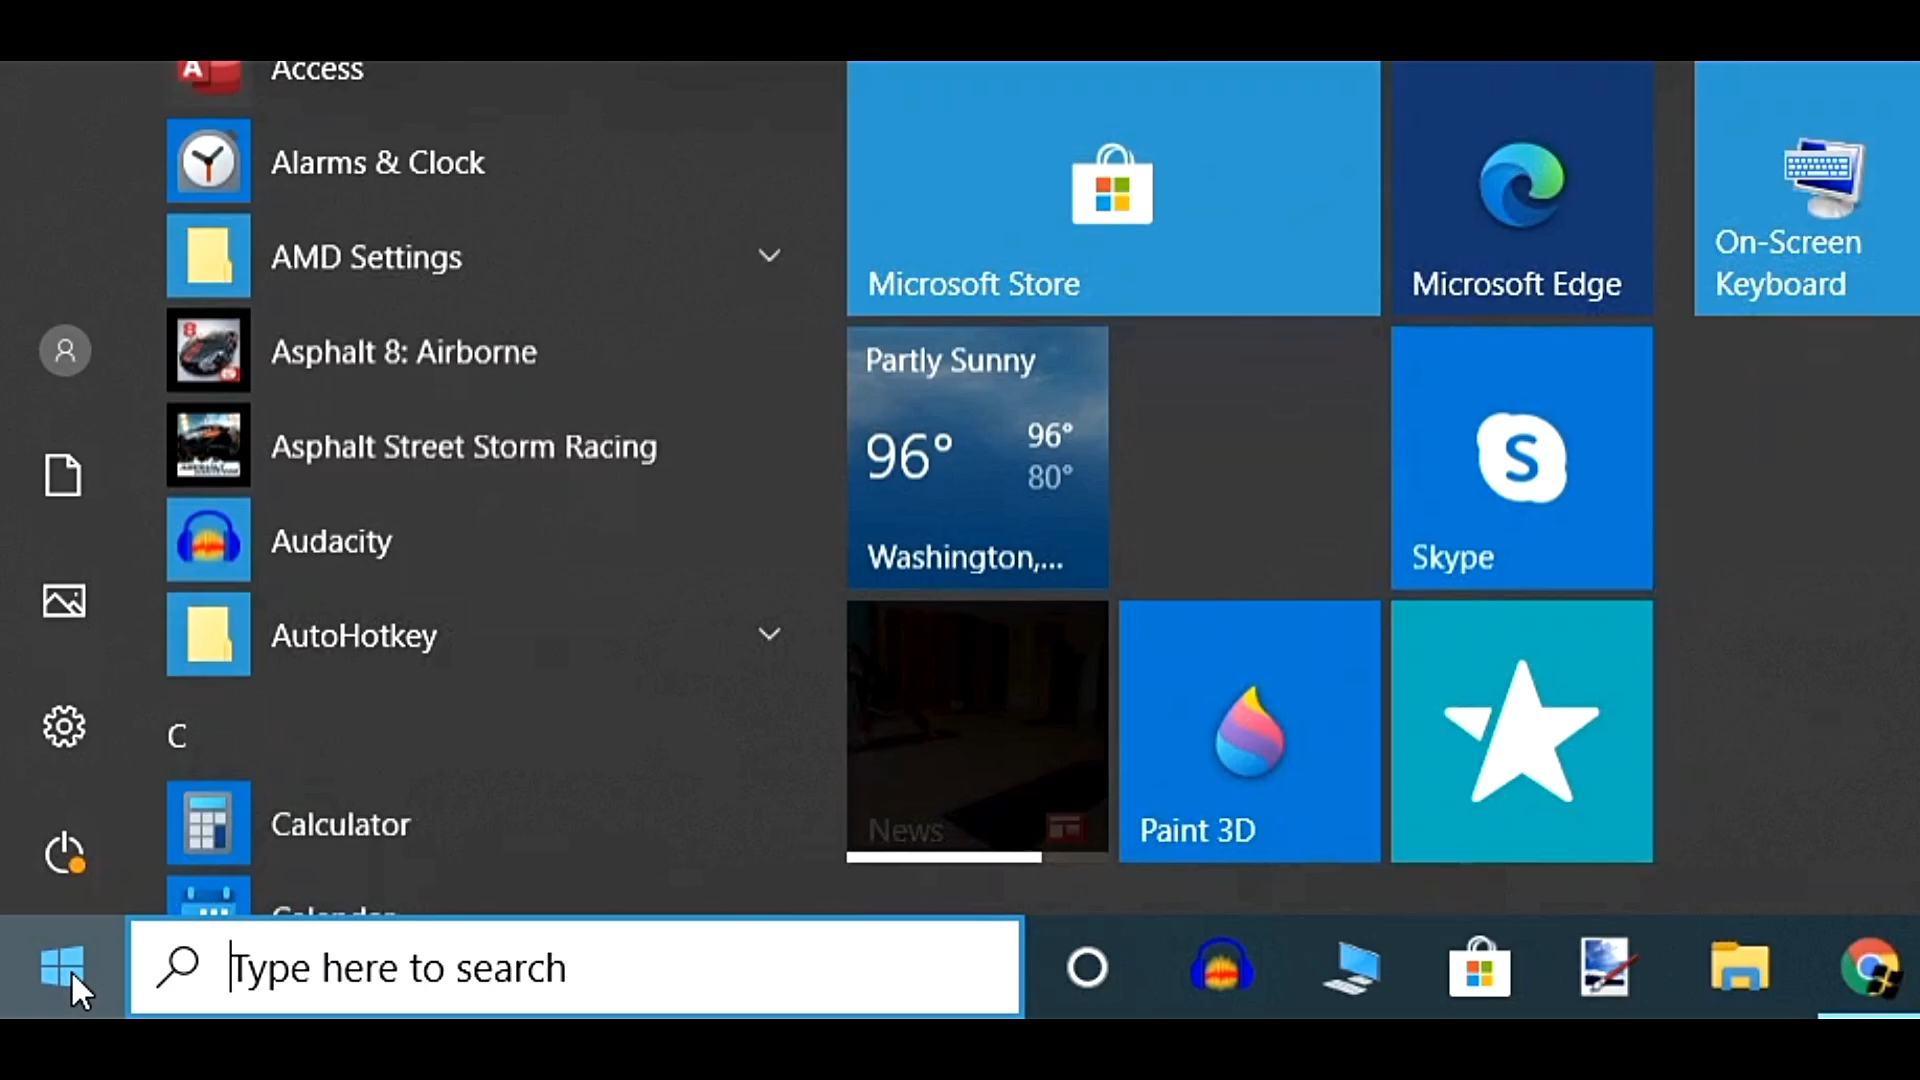 Access
Alarms & Clock
AMD Settings
Asphalt 8: Airborne
Asphalt Street Storm Racing
Audacity
AutoHotkey
C
Calculator
Calendar
Microsoft Store
Microsoft Edge
On-Screen
Keyboard
Partly Sunny
96°
96°
80°
Washington,...
Skype
News
Paint 3D
Type here to search